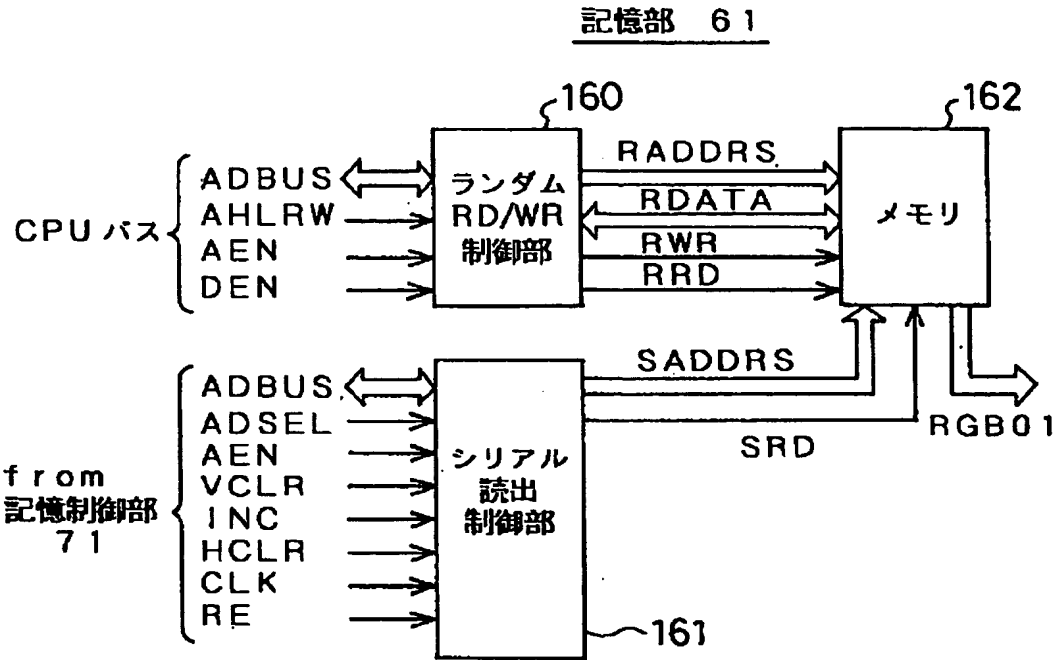 記憶部 61
160
162
CPUバス
ADBUS
AHLRW
AEN
DEN
ランダム
RD/WR
制御部
RADDRS
RDATA
RWR
RRD
メモリ
from
記憶制御部
71
ADBUS
ADSEL
AEN
VCLR
INC
HCLR
CLK
RE
シリアル
読出
制御部
SADDRS
SRD
RGB01
161